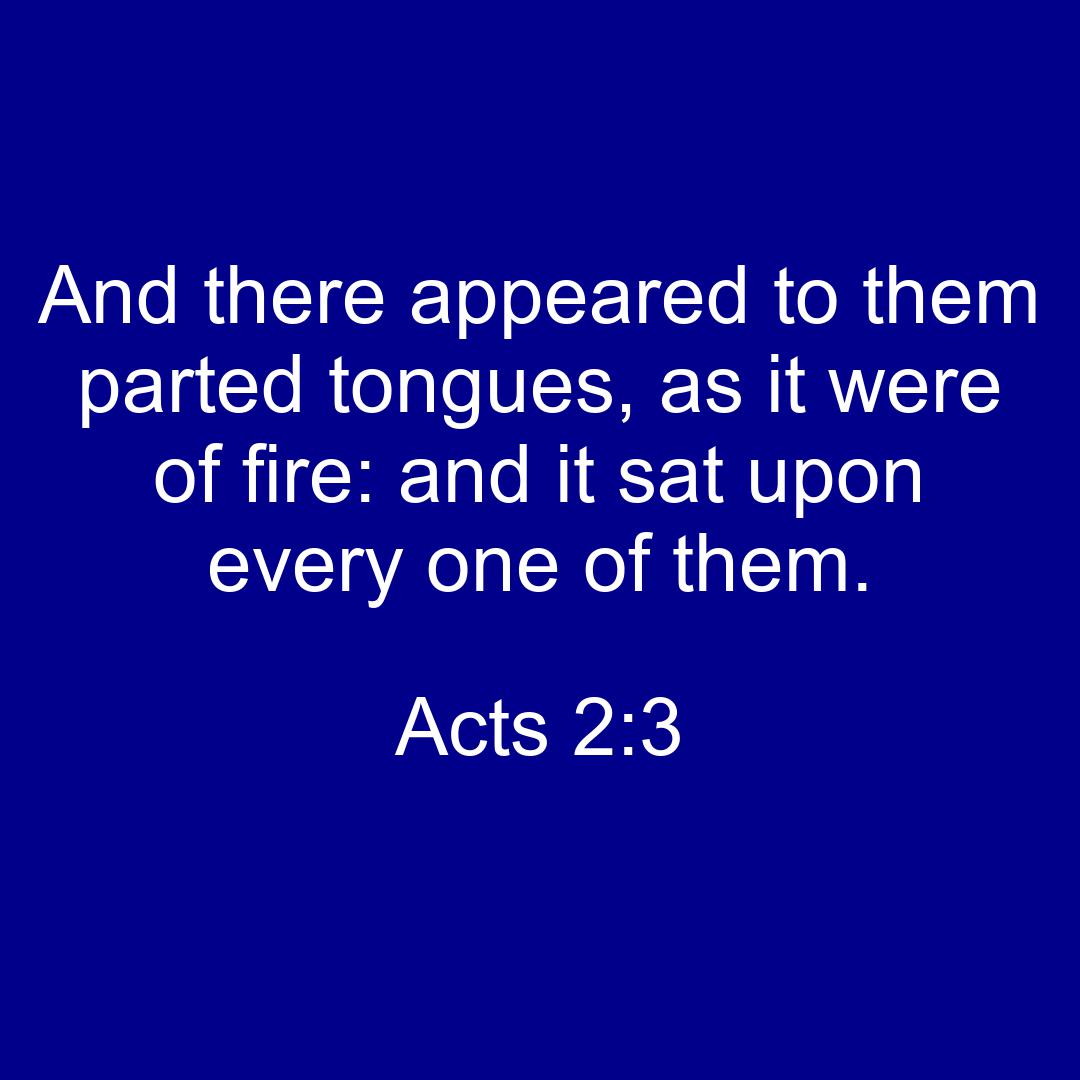 And there appeared to them
parted tongues, as it were
of fire: and it sat upon
every one of them.
Acts 2:3